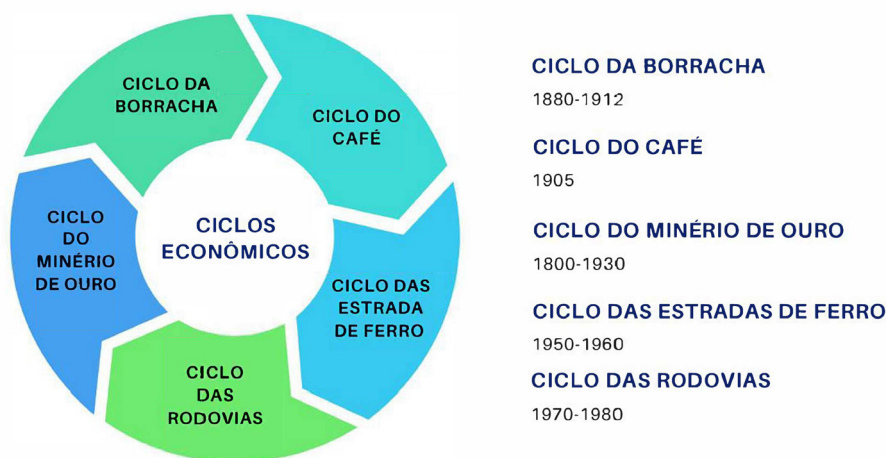 CICLO DA
BORRACHA
CICLO DO
CAFÉ
CICLO
DO
MINÉRIO
DE OURO
CICLOS
ECONÔMICOS
CICLO DAS
ESTRADA
DE FERRO
CICLO
DAS
RODOVIAS
CICLO DA BORRACHA
1880-1912
CICLO DO CAFÉ
1905
CICLO DO MINÉRIO DE OURO
1800-1930
CICLO DAS ESTRADAS DE FERRO
1950-1960
CICLO DAS RODOVIAS
1970-1980